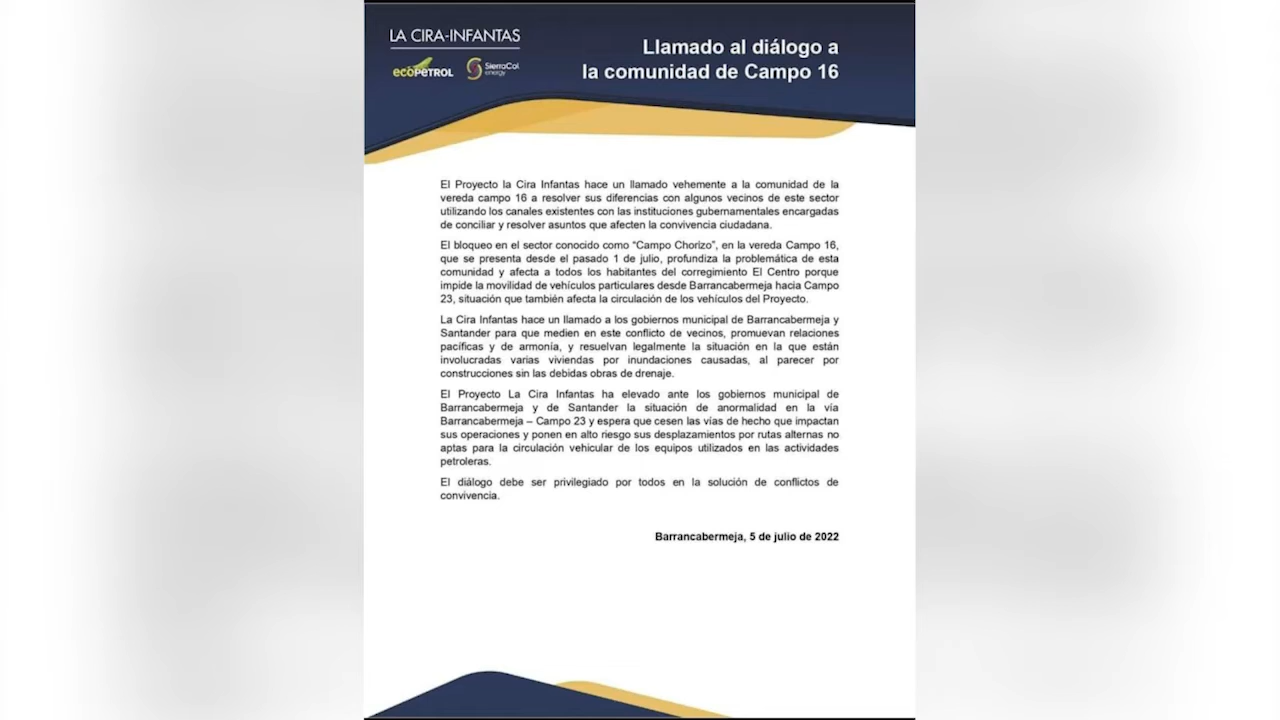 LA CIRA-INFANTAS
ecoPETROL
SierraCol
energy
Llamado al diálogo a
la comunidad de Campo 16
El Proyecto la Cira Infantas hace un llamado vehemente a la comunidad de la
vereda campo 16 a resolver sus diferencias con algunos vecinos de este sector
utilizando los canales existentes con las instituciones gubernamentales encargadas
de conciliar y resolver asuntos que afecten la convivencia ciudadana.
El bloqueo en el sector conocido como “Campo Chorizo”, en la vereda Campo 16,
que se presenta desde el pasado 1 de julio, profundiza la problemática de esta
comunidad y afecta a todos los habitantes del corregimiento El Centro porque
impide la movilidad de vehículos particulares desde Barrancabermeja hacia Campo
23, situación que también afecta la circulación de los vehículos del Proyecto.
La Cira Infantas hace un llamado a los gobiernos municipal de Barrancabermeja y
Santander para que medien en este conflicto de vecinos, promuevan relaciones
pacíficas y de armonía, y resuelvan legalmente la situación en la que están
involucradas varias viviendas por inundaciones causadas, al parecer por
construcciones sin las debidas obras de drenaje.
El Proyecto La Cira Infantas ha elevado ante los gobiernos municipal de
Barrancabermeja y de Santander la situación de anormalidad en la vía
Barrancabermeja – Campo 23 y espera que cesen las vías de hecho que impactan
sus operaciones y ponen en alto riesgo sus desplazamientos por rutas alternas no
aptas para la circulación vehicular de los equipos utilizados en las actividades
petroleras.
El diálogo debe ser privilegiado por todos en la solución de conflictos de
convivencia.
Barrancabermeja, 5 de julio de 2022